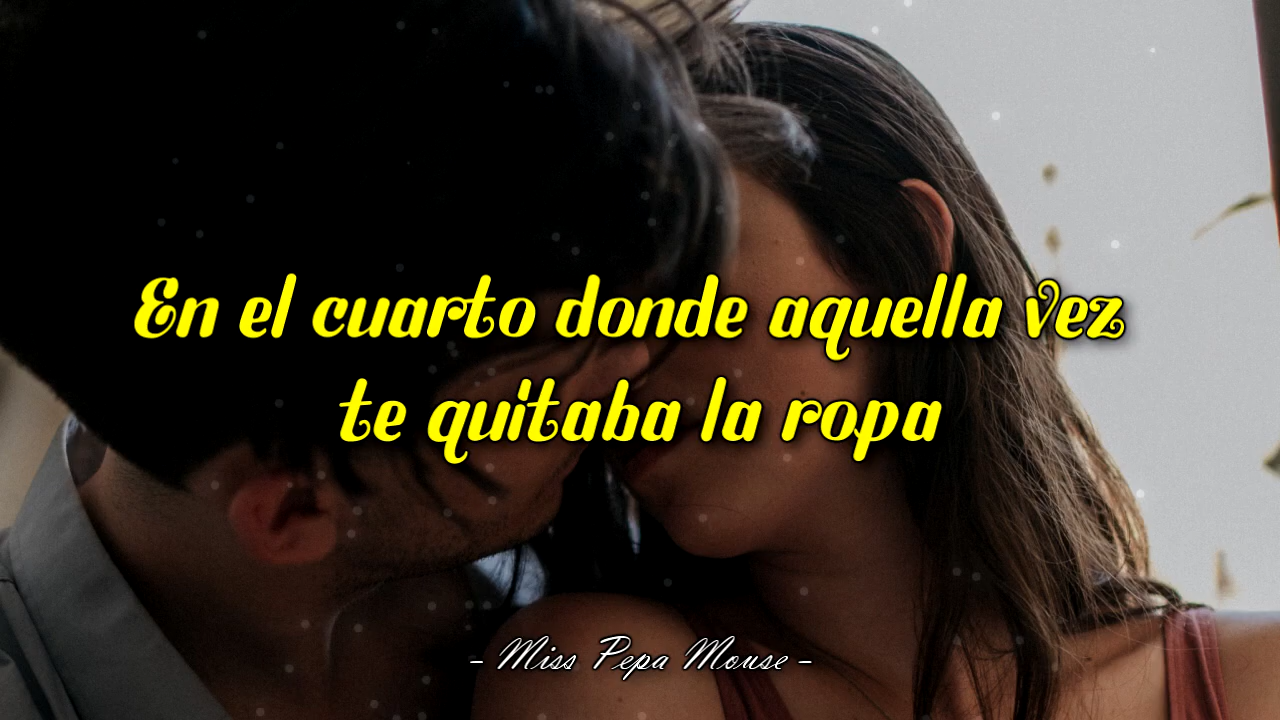 En el cuarto donde aquella vez
te quitaba la ropa
- Miss Pepa Mouse -